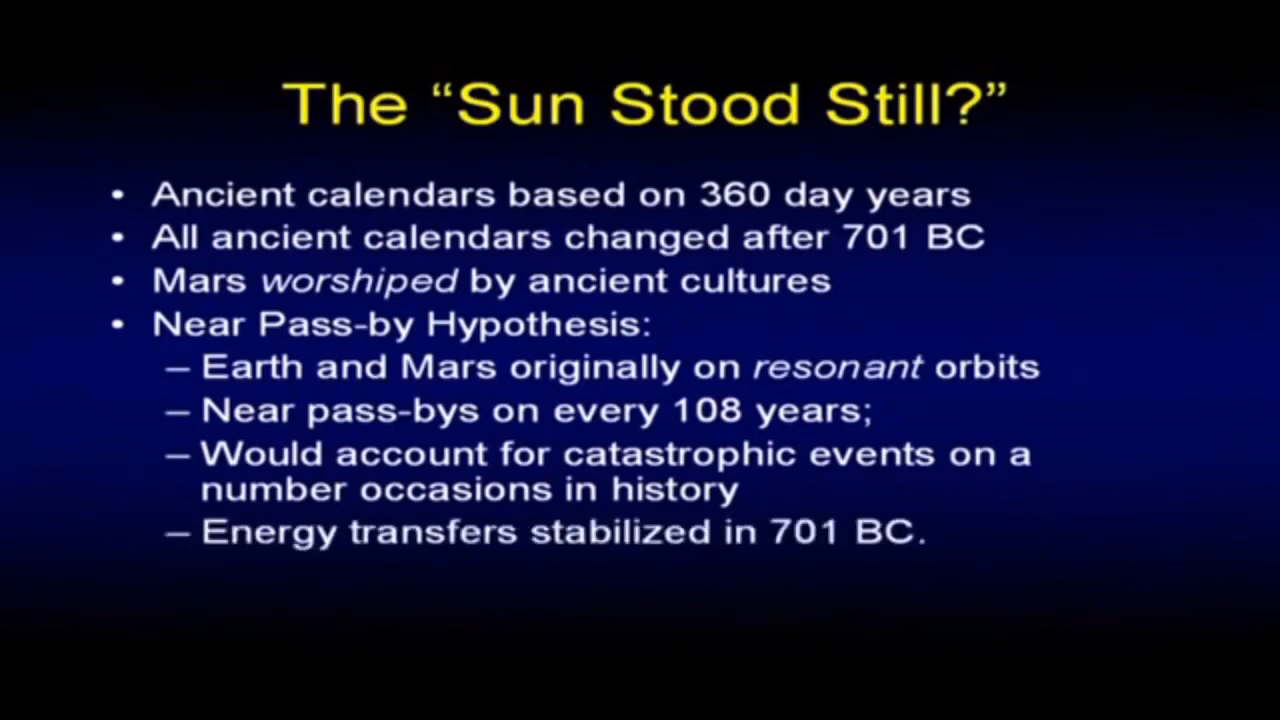 The “Sun Stood Still?”
• Ancient calendars based on 360 day years
• All ancient calendars changed after 701 BC
• Mars worshiped by ancient cultures
• Near Pass-by Hypothesis:
– Earth and Mars originally on resonant orbits
– Near pass-bys on every 108 years;
– Would account for catastrophic events on a
number occasions in history
– Energy transfers stabilized in 701 BC.